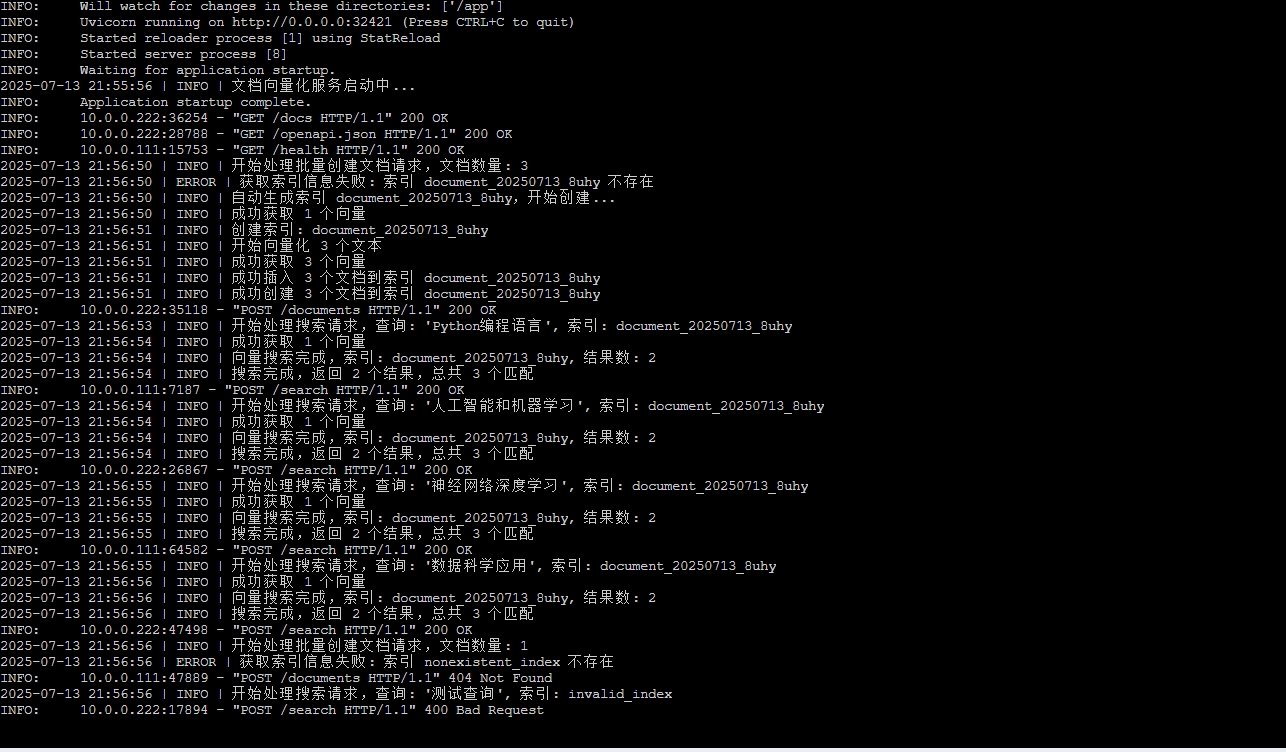 INFO:     Will watch for changes in these directories: ['/app']
INFO:     Uvicorn running on http://0.0.0.0:32421 (Press CTRL+C to quit)
INFO:     Started reloader process [1] using StatReload
INFO:     Started server process [8]
INFO:     Waiting for application startup.
2025-07-13 21:55:56 | INFO | 文档向量化服务启动中...
INFO:     Application startup complete.
INFO:     10.0.0.222:36254 - "GET /docs HTTP/1.1" 200 OK
INFO:     10.0.0.222:28788 - "GET /openapi.json HTTP/1.1" 200 OK
INFO:     10.0.0.111:15753 - "GET /health HTTP/1.1" 200 OK
2025-07-13 21:56:50 | INFO | 开始处理批量创建文档请求，文档数量: 3
2025-07-13 21:56:50 | ERROR | 获取索引信息失败: 索引 document_20250713_8uhy 不存在
2025-07-13 21:56:50 | INFO | 自动生成索引 document_20250713_8uhy，开始创建...
2025-07-13 21:56:50 | INFO | 成功获取 1 个向量
2025-07-13 21:56:51 | INFO | 创建索引: document_20250713_8uhy
2025-07-13 21:56:51 | INFO | 开始向量化 3 个文本
2025-07-13 21:56:51 | INFO | 成功获取 3 个向量
2025-07-13 21:56:51 | INFO | 成功插入 3 个文档到索引 document_20250713_8uhy
2025-07-13 21:56:51 | INFO | 成功创建 3 个文档到索引 document_20250713_8uhy
INFO:     10.0.0.222:35118 - "POST /documents HTTP/1.1" 200 OK
2025-07-13 21:56:53 | INFO | 开始处理搜索请求，查询: 'Python编程语言', 索引: document_20250713_8uhy
2025-07-13 21:56:54 | INFO | 成功获取 1 个向量
2025-07-13 21:56:54 | INFO | 向量搜索完成，索引: document_20250713_8uhy, 结果数: 2
2025-07-13 21:56:54 | INFO | 搜索完成，返回 2 个结果，总共 3 个匹配
INFO:     10.0.0.111:7187 - "POST /search HTTP/1.1" 200 OK
2025-07-13 21:56:54 | INFO | 开始处理搜索请求，查询: '人工智能和机器学习', 索引: document_20250713_8uhy
2025-07-13 21:56:54 | INFO | 成功获取 1 个向量
2025-07-13 21:56:54 | INFO | 向量搜索完成，索引: document_20250713_8uhy, 结果数: 2
2025-07-13 21:56:54 | INFO | 搜索完成，返回 2 个结果，总共 3 个匹配
INFO:     10.0.0.222:26867 - "POST /search HTTP/1.1" 200 OK
2025-07-13 21:56:55 | INFO | 开始处理搜索请求，查询: '神经网络深度学习', 索引: document_20250713_8uhy
2025-07-13 21:56:55 | INFO | 成功获取 1 个向量
2025-07-13 21:56:55 | INFO | 向量搜索完成，索引: document_20250713_8uhy, 结果数: 2
2025-07-13 21:56:55 | INFO | 搜索完成，返回 2 个结果，总共 3 个匹配
INFO:     10.0.0.111:64582 - "POST /search HTTP/1.1" 200 OK
2025-07-13 21:56:55 | INFO | 开始处理搜索请求，查询: '数据科学应用', 索引: document_20250713_8uhy
2025-07-13 21:56:56 | INFO | 成功获取 1 个向量
2025-07-13 21:56:56 | INFO | 向量搜索完成，索引: document_20250713_8uhy, 结果数: 2
2025-07-13 21:56:56 | INFO | 搜索完成，返回 2 个结果，总共 3 个匹配
INFO:     10.0.0.222:47498 - "POST /search HTTP/1.1" 200 OK
2025-07-13 21:56:56 | INFO | 开始处理批量创建文档请求，文档数量: 1
2025-07-13 21:56:56 | ERROR | 获取索引信息失败: 索引 nonexistent_index 不存在
INFO:     10.0.0.111:47889 - "POST /documents HTTP/1.1" 404 Not Found
2025-07-13 21:56:56 | INFO | 开始处理搜索请求，查询: '测试查询', 索引: invalid_index
INFO:     10.0.0.222:17894 - "POST /search HTTP/1.1" 400 Bad Request